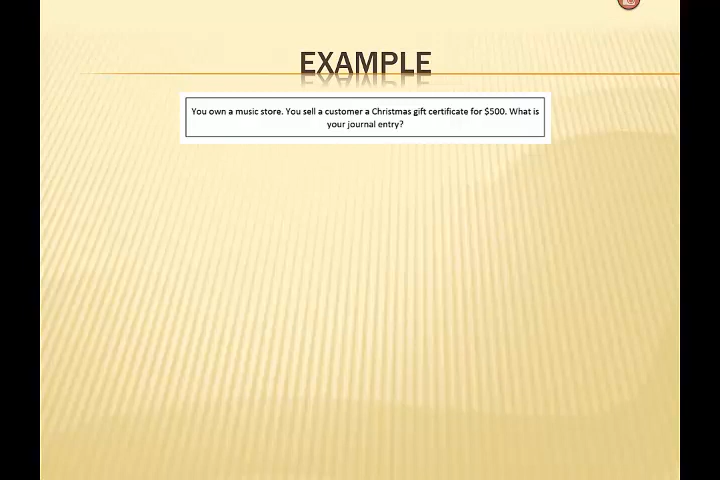 EXAMPLE
You own a music store. You sell a customer a Christmas gift certificate for $500. What is
your journal entry?